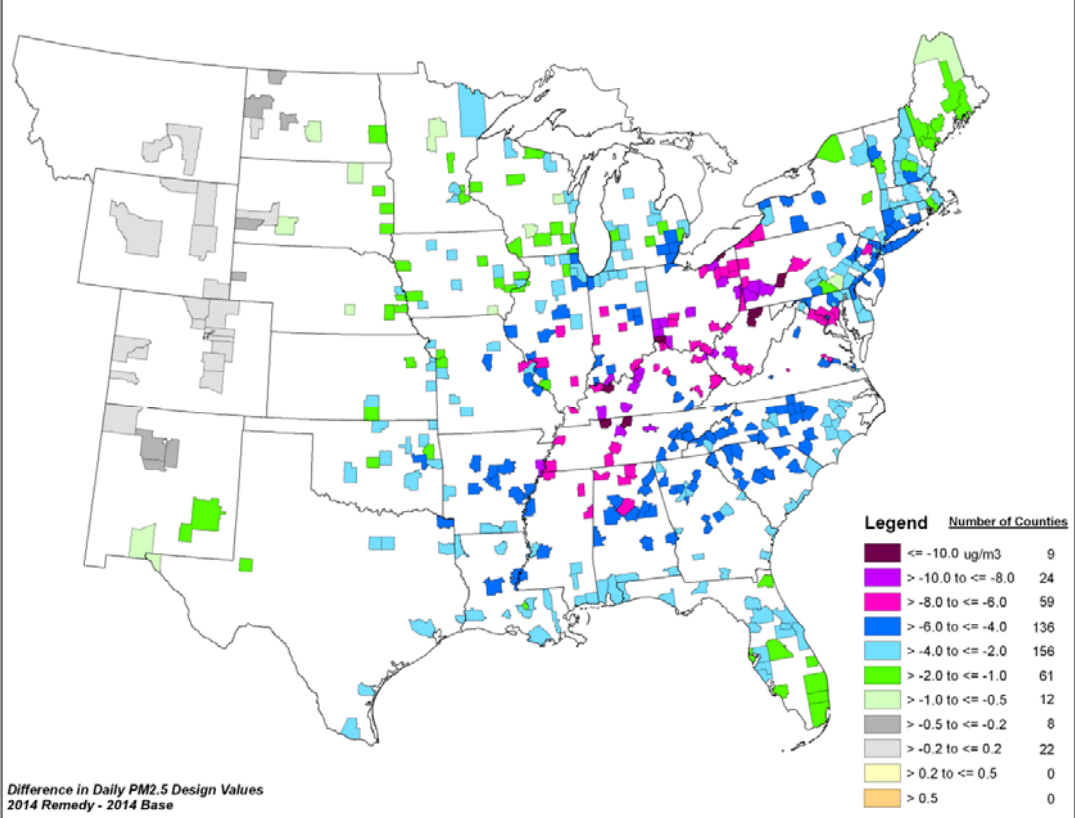 Legend Number of Counties
<= -10.0 ug/m3 9
> -10.0 to <= -8.0 24
> -8.0 to <= -6.0 59
> -6.0 to <= -4.0 136
> -4.0 to <= -2.0 156
> -2.0 to <= -1.0 61
> -1.0 to <= -0.5 12
> -0.5 to <= -0.2 8
> -0.2 to <= 0.2 22
> 0.2 to <= 0.5 0
> 0.5 0
Difference in Daily PM2.5 Design Values
2014 Remedy - 2014 Base